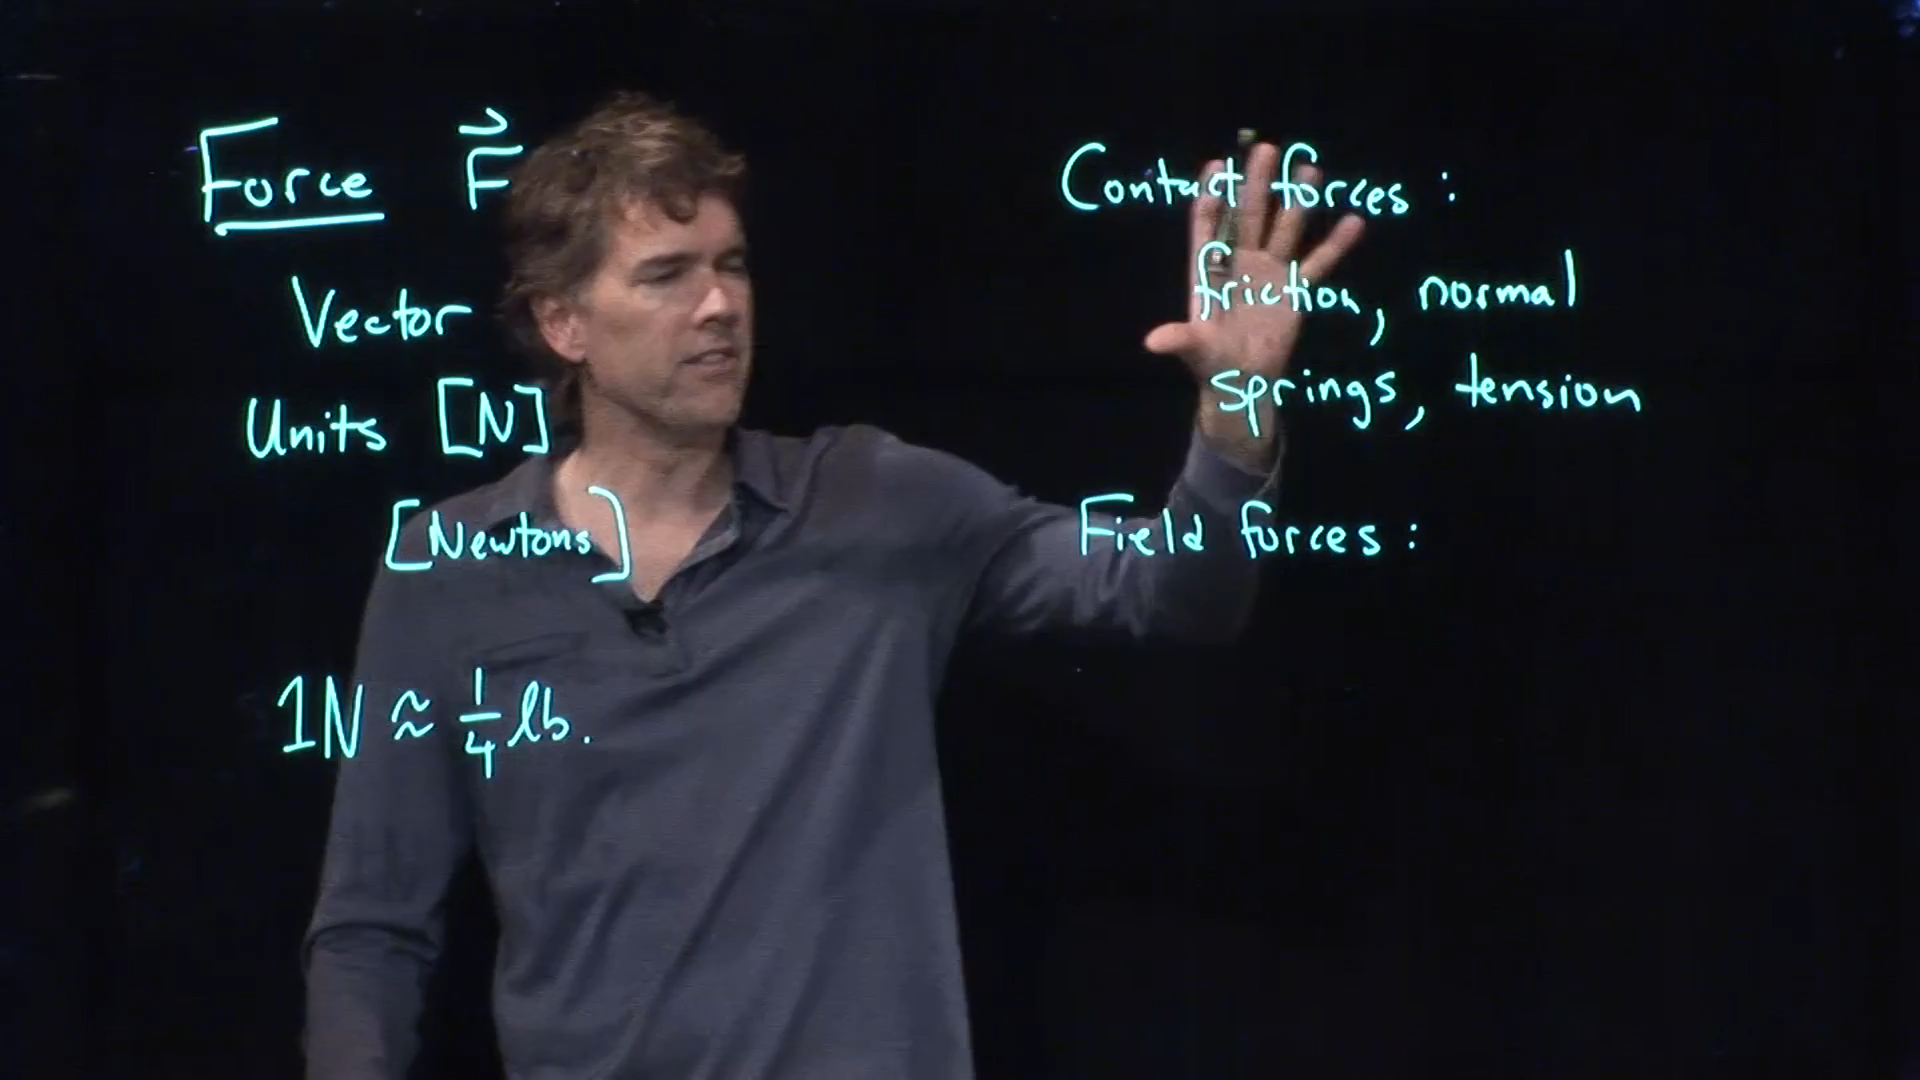 Force F⃗
Vector
Units [N]
[Newtons]
1N ≈ 1/4 lb.
Contact forces:
friction, normal
springs, tension
Field forces: